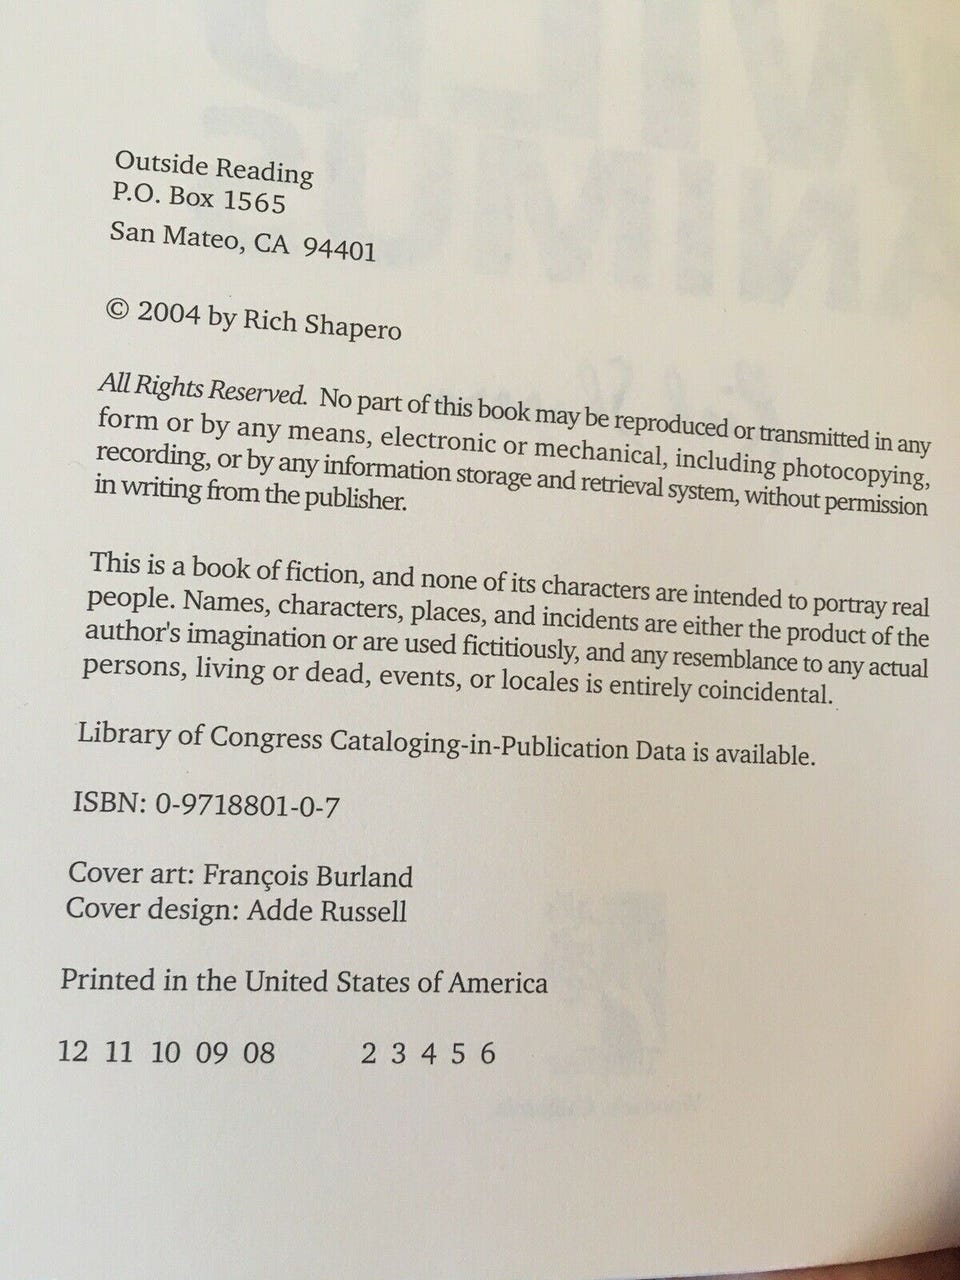 Outside Reading
P.O. Box 1565
San Mateo, CA 94401
© 2004 by Rich Shapero
All Rights Reserved. No part of this book may be reproduced or transmitted in any
form or by any means, electronic or mechanical, including photocopying,
recording, or by any information storage and retrieval system, without permission
in writing from the publisher.
This is a book of fiction, and none of its characters are intended to portray real
people. Names, characters, places, and incidents are either the product of the
author's imagination or are used fictitiously, and any resemblance to any actual
persons, living or dead, events, or locales is entirely coincidental.
Library of Congress Cataloging-in-Publication Data is available.
ISBN: 0-9718801-0-7
Cover art: François Burland
Cover design: Adde Russell
Printed in the United States of America
12 11 10 09 08 2 3 4 5 6